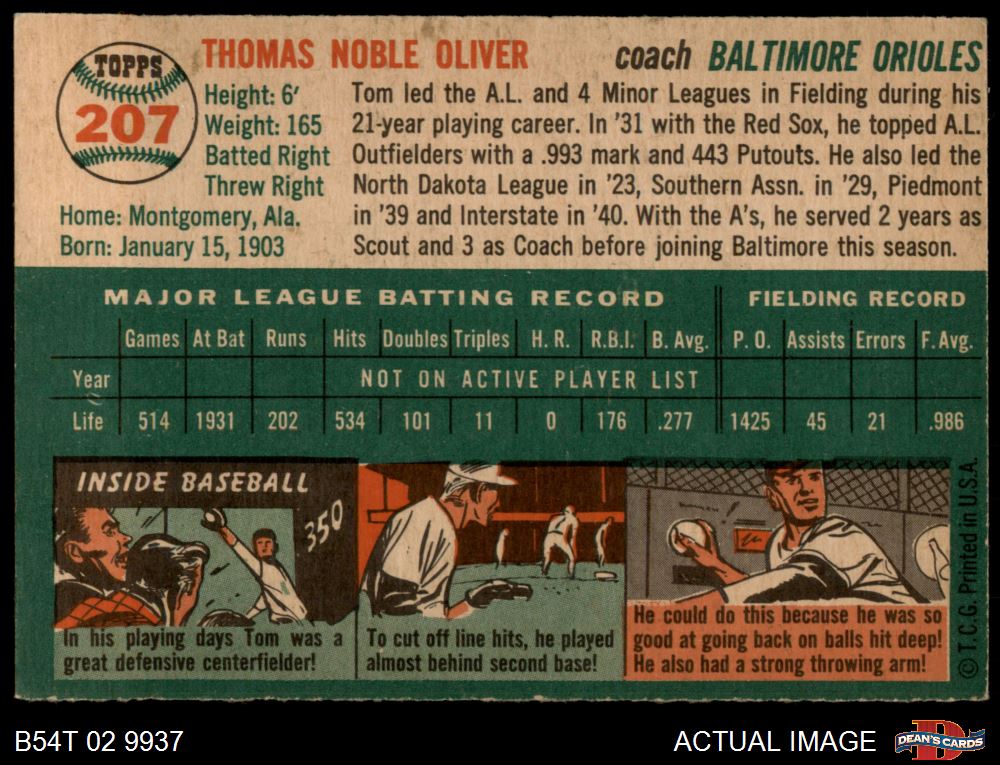 TOPPS
207
THOMAS NOBLE OLIVER
coach BALTIMORE ORIOLES
Height: 6'
Weight: 165
Batted Right
Threw Right
Home: Montgomery, Ala.
Born: January 15, 1903
Tom led the A.L. and 4 Minor Leagues in Fielding during his
21-year playing career. In '31 with the Red Sox, he topped A.L.
Outfielders with a .993 mark and 443 Putouts. He also led the
North Dakota League in '23, Southern Assn. in '29, Piedmont
in '39 and Interstate in '40. With the A's, he served 2 years as
Scout and 3 as Coach before joining Baltimore this season.
MAJOR LEAGUE BATTING RECORD FIELDING RECORD
Games At Bat Runs Hits Doubles Triples H. R. R.B.I. B. Avg. P. O. Assists Errors F. Avg.
Year NOT ON ACTIVE PLAYER LIST
Life 514 1931 202 534 101 11 0 176 .277 1425 45 21 .986
INSIDE BASEBALL
350
In his playing days Tom was a
great defensive centerfielder!
To cut off line hits, he played
almost behind second base!
He could do this because he was so
good at going back on balls hit deep!
He also had a strong throwing arm!
© T.C.G. Printed in U.S.A.
B54T 02 9937
ACTUAL IMAGE
DEAN'S CARDS